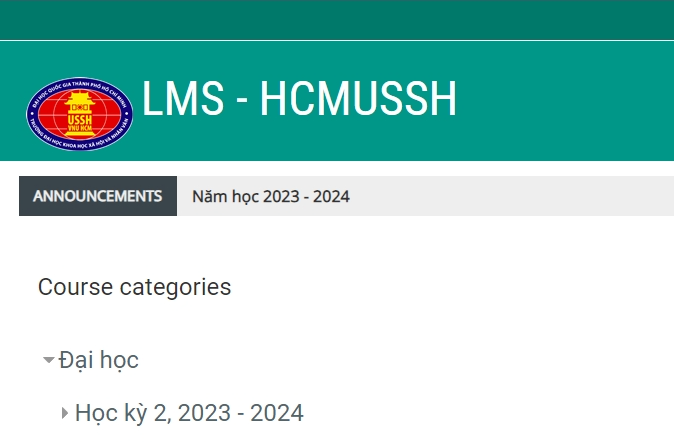 ĐẠI HỌC QUỐC GIA THÀNH PHỐ HỒ CHÍ MINH
USSH
VNU HCM
TRƯỜNG ĐẠI HỌC KHOA HỌC XÃ HỘI VÀ NHÂN VĂN
LMS - HCMUSSH
ANNOUNCEMENTS Năm học 2023 - 2024
Course categories
Đại học
Học kỳ 2, 2023 - 2024